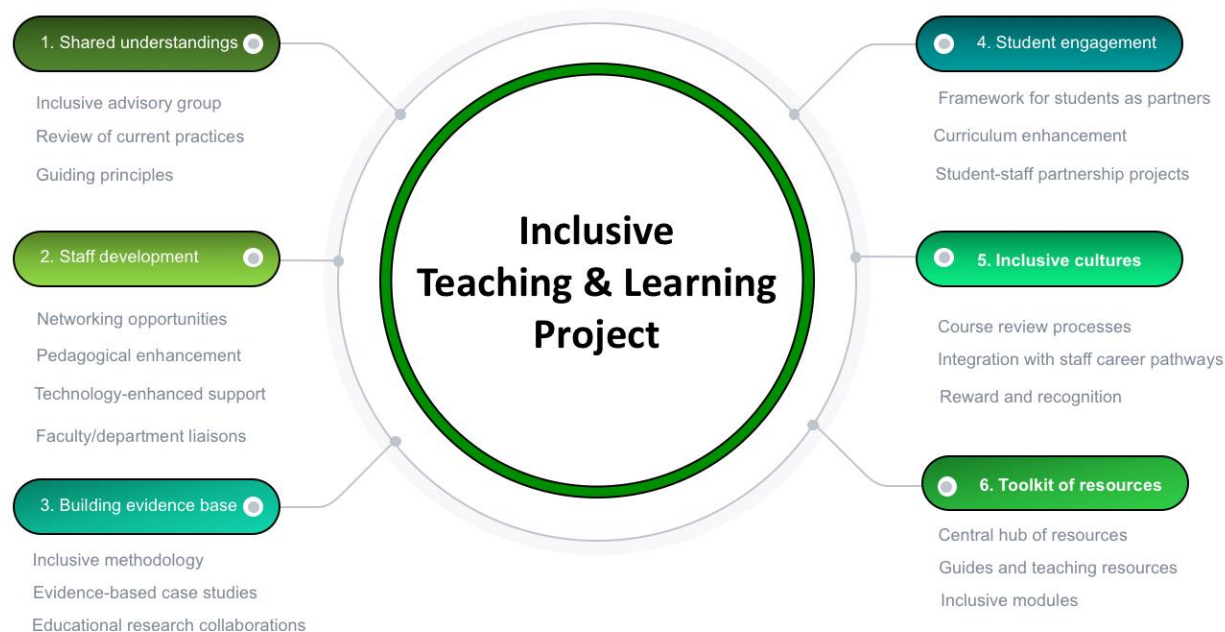 1. Shared understandings
Inclusive advisory group
Review of current practices
Guiding principles
2. Staff development
Networking opportunities
Pedagogical enhancement
Technology-enhanced support
Faculty/department liaisons
3. Building evidence base
Inclusive methodology
Evidence-based case studies
Educational research collaborations
Inclusive
Teaching & Learning
Project
4. Student engagement
Framework for students as partners
Curriculum enhancement
Student-staff partnership projects
5. Inclusive cultures
Course review processes
Integration with staff career pathways
Reward and recognition
6. Toolkit of resources
Central hub of resources
Guides and teaching resources
Inclusive modules